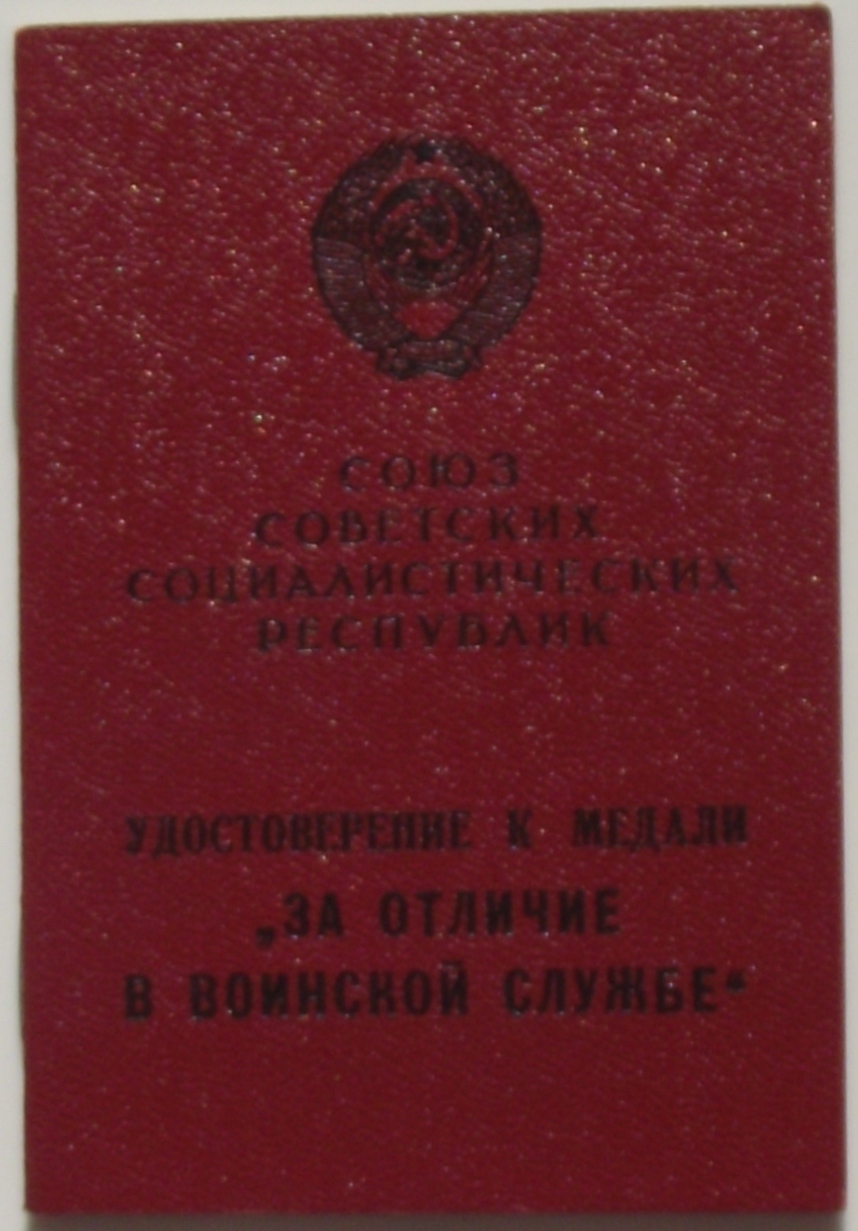 СОЮЗ
СОВЕТСКИХ
СОЦИАЛИСТИЧЕСКИХ
РЕСПУБЛИК
УДОСТОВЕРЕНИЕ К МЕДАЛИ
„ЗА ОТЛИЧИЕ
В ВОИНСКОЙ СЛУЖБЕ“